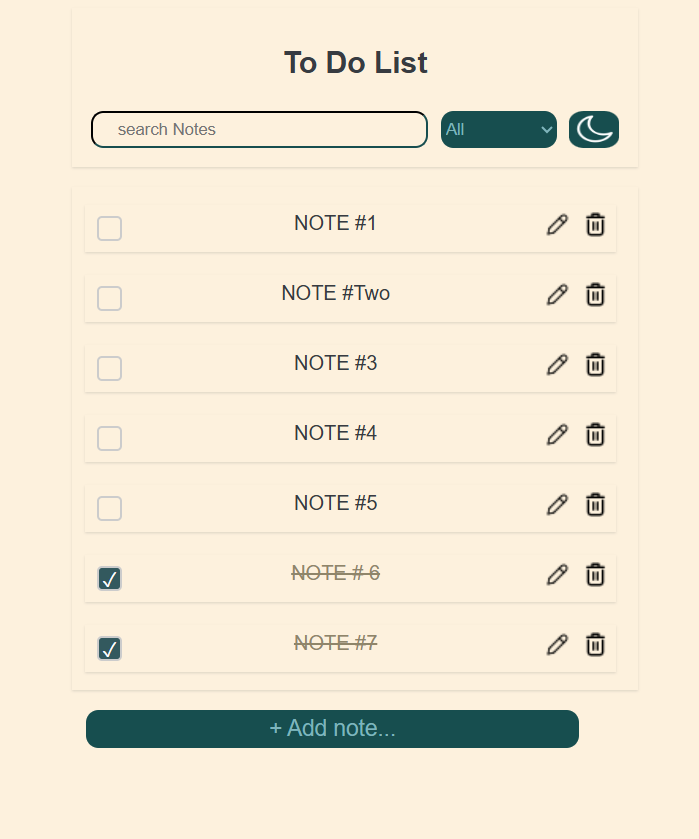 To Do List
search Notes
All
NOTE #1
NOTE #Two
NOTE #3
NOTE #4
NOTE #5
NOTE # 6
NOTE #7
+ Add note...